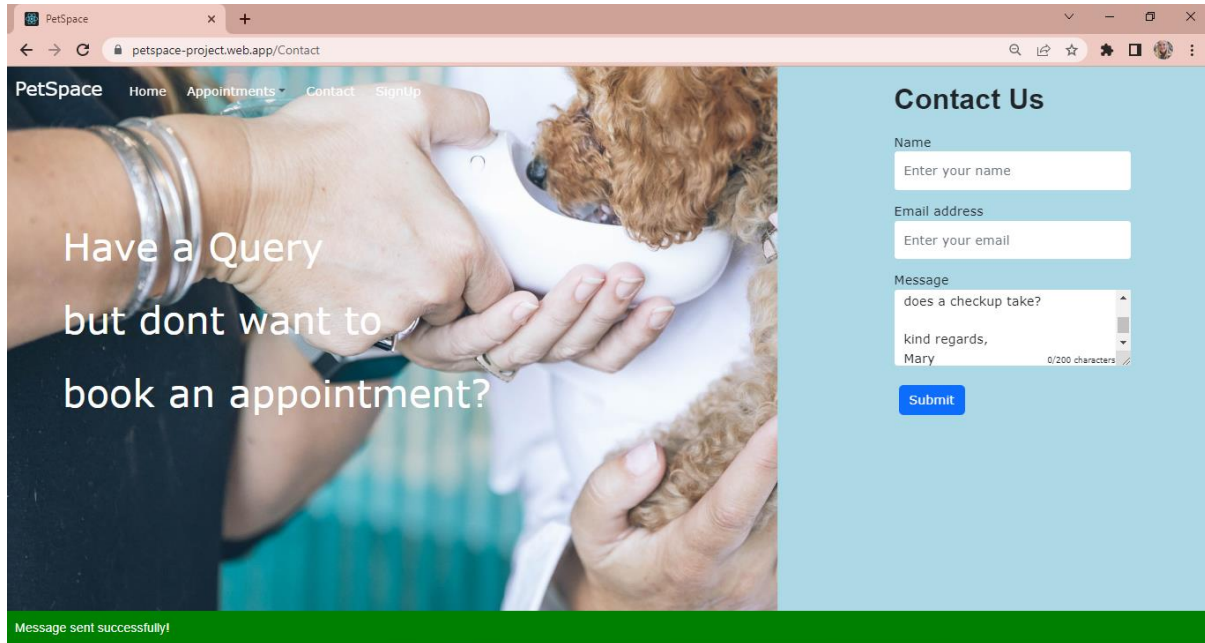 PetSpace
petspace-project.web.app/Contact
PetSpace Home Appointments Contact SignUp
Have a Query
but dont want to
book an appointment?
Contact Us
Name
Enter your name
Email address
Enter your email
Message
does a checkup take?
kind regards,
Mary
0/200 characters
Submit
Message sent successfully!